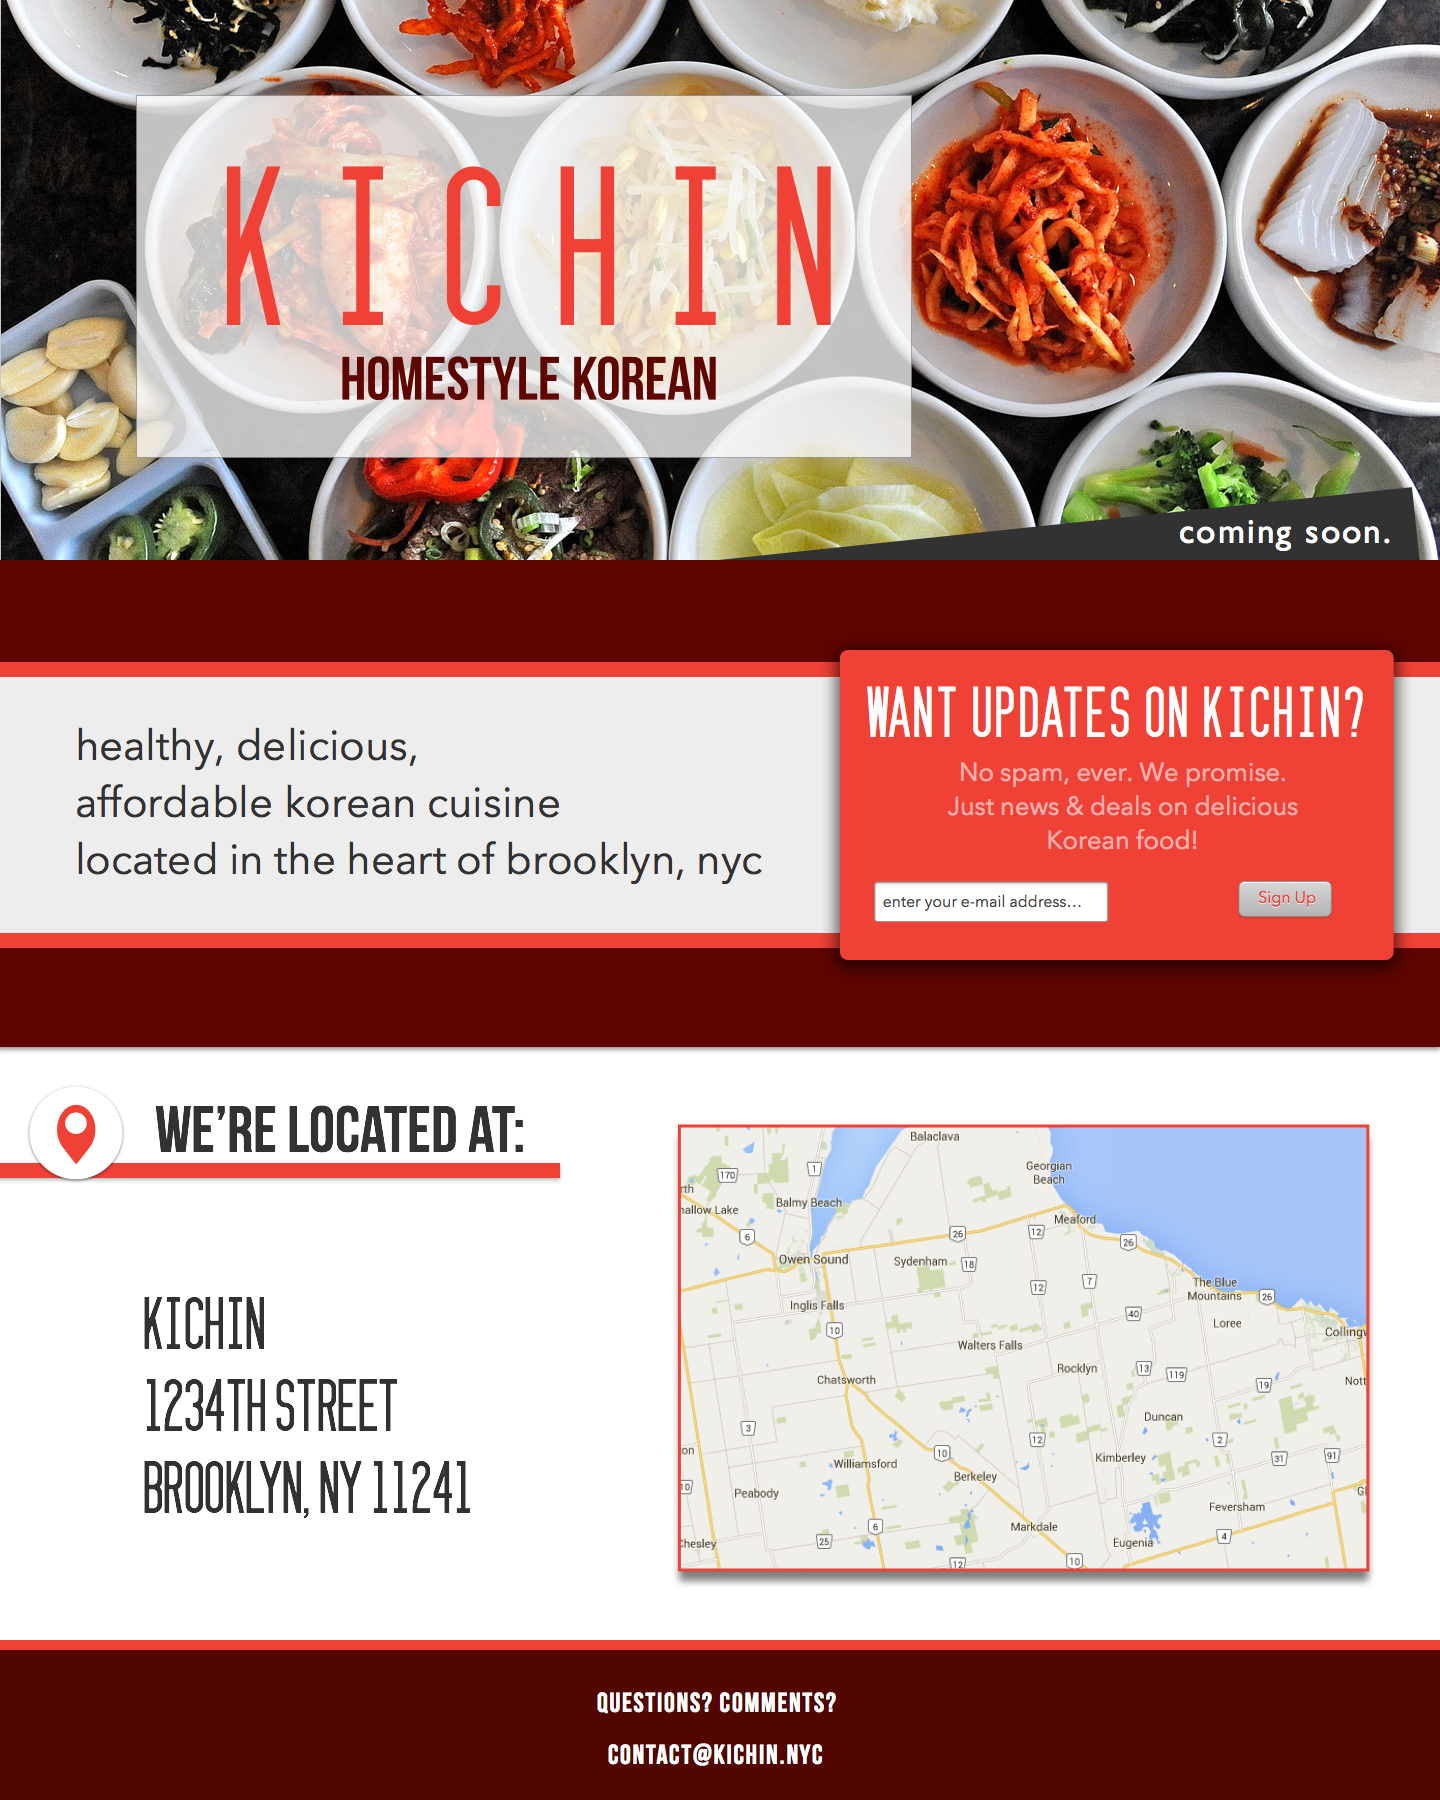 KICHIN
HOMESTYLE KOREAN
coming soon.
healthy, delicious,
affordable korean cuisine
located in the heart of brooklyn, nyc
WANT UPDATES ON KICHIN?
No spam, ever. We promise.
Just news & deals on delicious
Korean food!
enter your e-mail address...
Sign Up
WE'RE LOCATED AT:
KICHIN
1234TH STREET
BROOKLYN, NY 11241
Balaclava
Georgian
Beach
170
1
rth
hallow Lake
Balmy Beach
Meaford
6
26
12
26
Owen Sound
Sydenham
18
12
7
The Blue
Mountains
26
Inglis Falls
40
Loree
10
Collingw
Walters Falls
Rocklyn
13
119
Chatsworth
19
Nott
Duncan
3
12
2
on
10
Kimberley
31
91
Williamsford
Berkeley
10
Peabody
Gl
Feversham
6
Markdale
4
Chesley
25
Eugenia
12
10
QUESTIONS? COMMENTS?
CONTACT@KICHIN.NYC